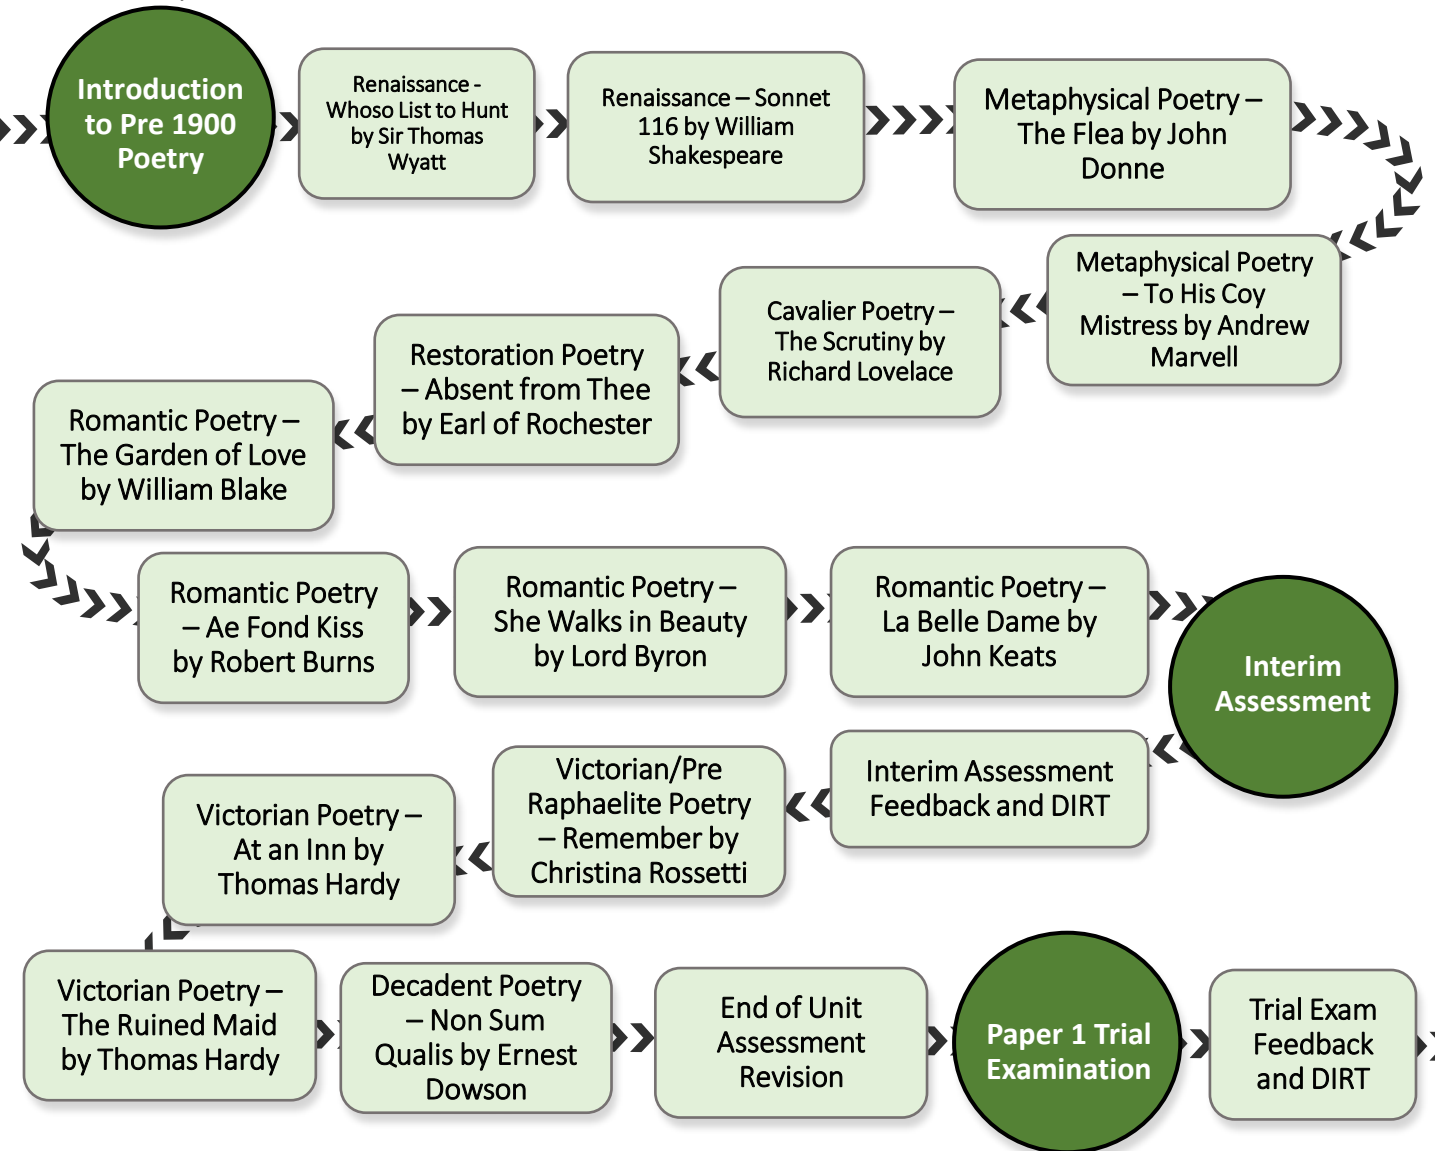 Introduction
to Pre 1900
Poetry
Renaissance -
Whoso List to Hunt
by Sir Thomas
Wyatt
Renaissance – Sonnet
116 by William
Shakespeare
Metaphysical Poetry –
The Flea by John
Donne
Metaphysical Poetry
– To His Coy
Mistress by Andrew
Marvell
Cavalier Poetry –
The Scrutiny by
Richard Lovelace
Restoration Poetry
– Absent from Thee
by Earl of Rochester
Romantic Poetry –
The Garden of Love
by William Blake
Romantic Poetry
– Ae Fond Kiss
by Robert Burns
Romantic Poetry –
She Walks in Beauty
by Lord Byron
Romantic Poetry –
La Belle Dame by
John Keats
Interim
Assessment
Interim Assessment
Feedback and DIRT
Victorian/Pre
Raphaelite Poetry
– Remember by
Christina Rossetti
Victorian Poetry –
At an Inn by
Thomas Hardy
Victorian Poetry –
The Ruined Maid
by Thomas Hardy
Decadent Poetry
– Non Sum
Qualis by Ernest
Dowson
End of Unit
Assessment
Revision
Paper 1 Trial
Examination
Trial Exam
Feedback
and DIRT